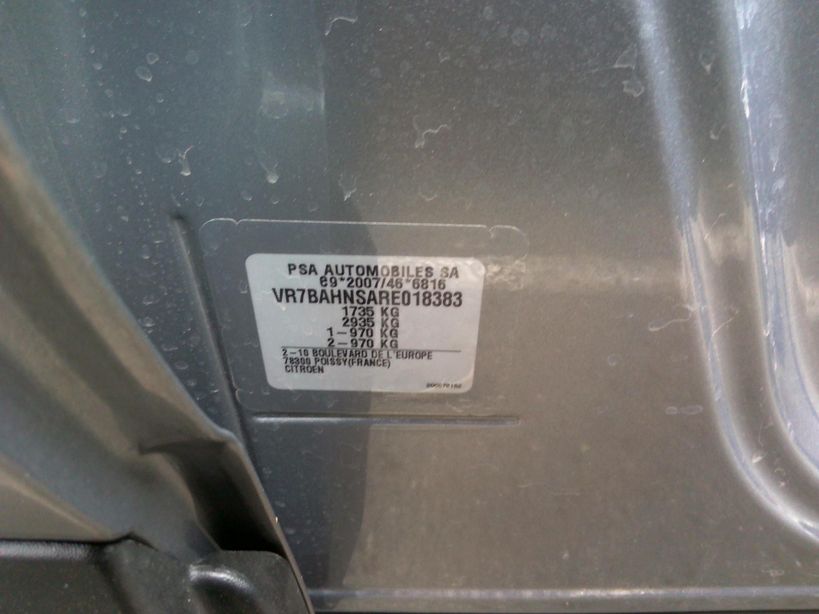 PSA AUTOMOBILES SA
e9*2007/46*6816
VR7BAHNSARE018383
1735 KG
2935 KG
1-970 KG
2-970 KG
2-10 BOULEVARD DE L'EUROPE
78300 POISSY(FRANCE)
CITROEN